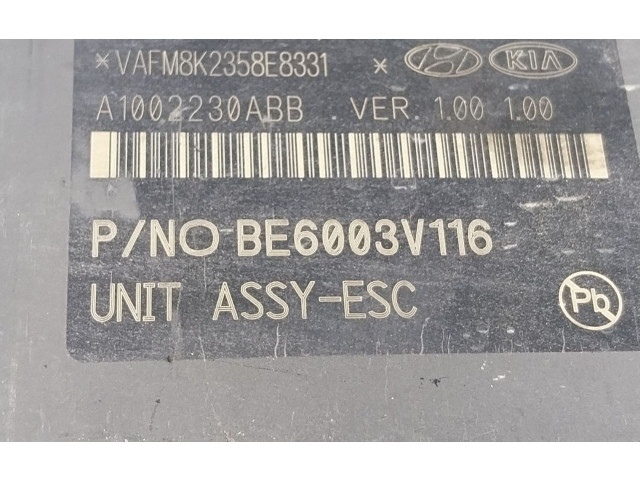 *VAFM8K2358E8331 * KIA
A1002230ABB VER. 1.00 1.00
P/NO BE6003V116
UNIT ASSY-ESC Pb